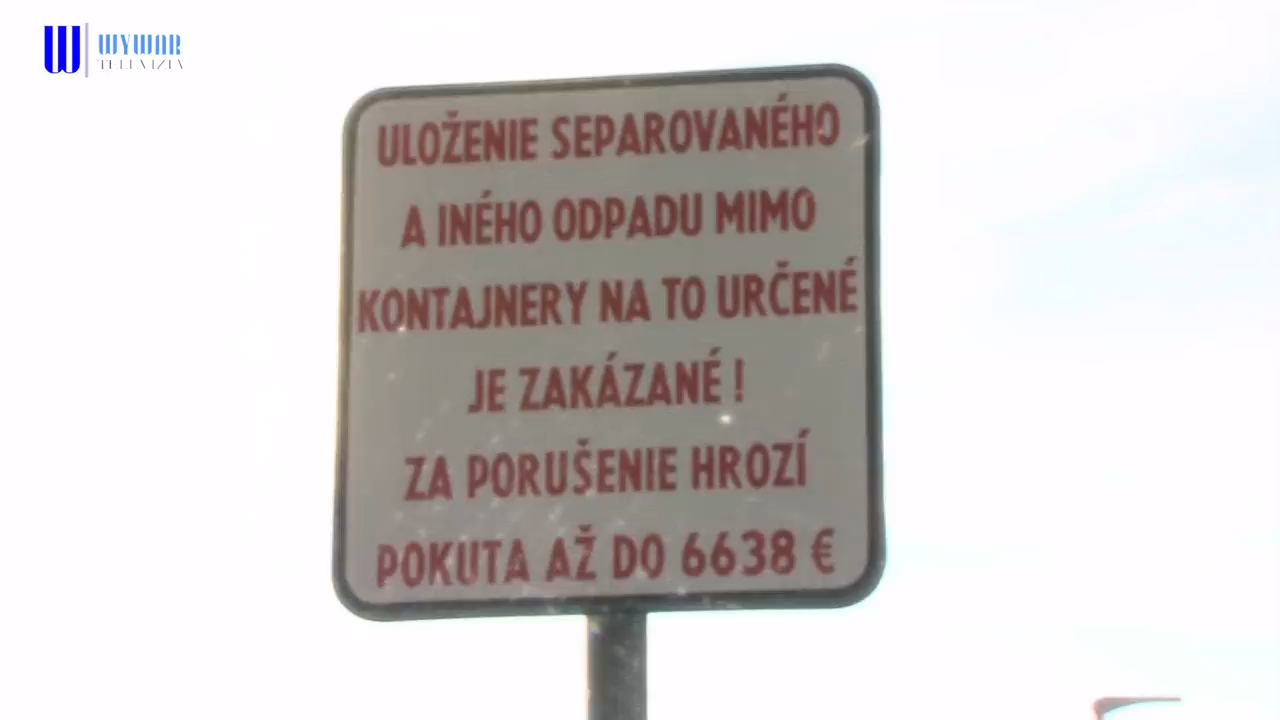 WYWAR
TELEVÍZIA
ULOŽENIE SEPAROVANÉHO
A INÉHO ODPADU MIMO
KONTAJNERY NA TO URČENÉ
JE ZAKÁZANÉ !
ZA PORUŠENIE HROZÍ
POKUTA AŽ DO 6638 €